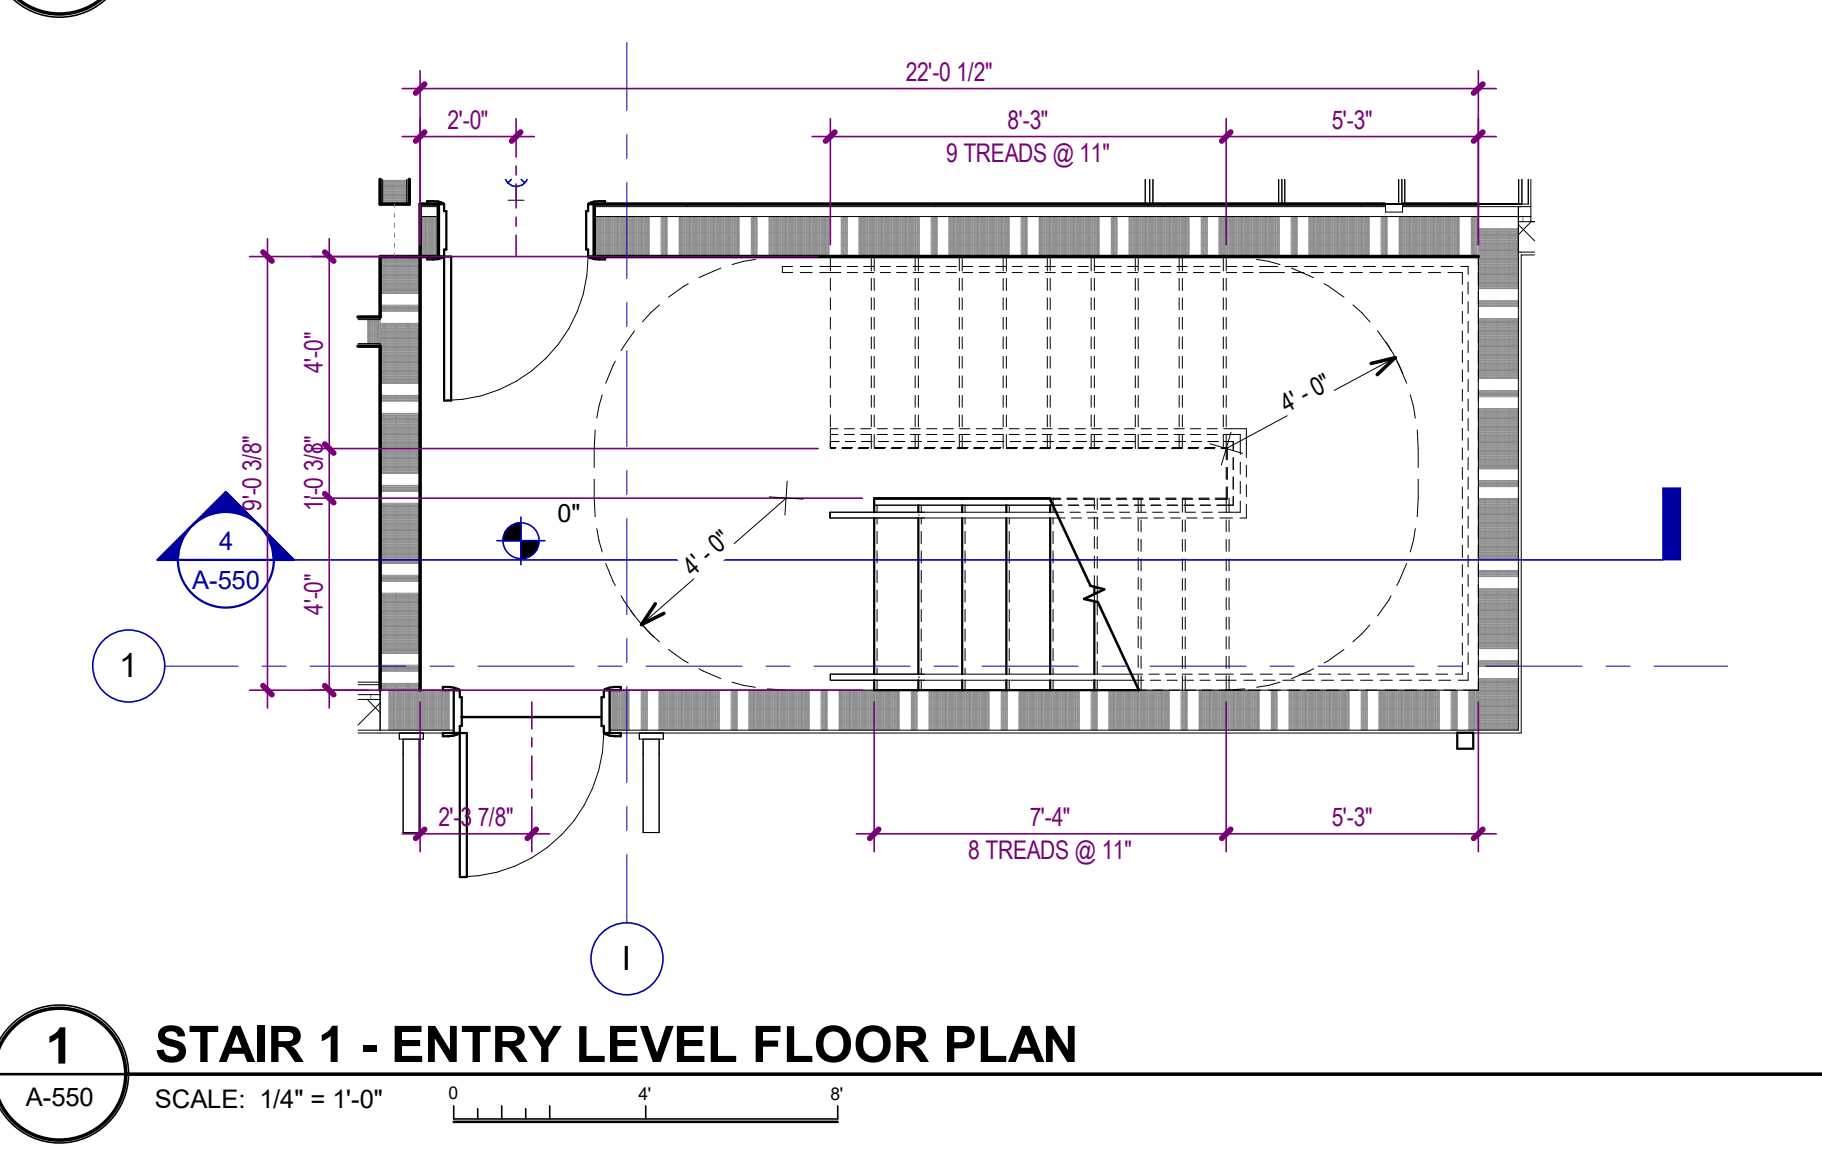 22'-0 1/2"
2'-0"
8'-3"
5'-3"
9 TREADS @ 11"
4'-0"
4' - 0"
9'-0 3/8"
1'-0 3/8"
0"
4
A-550
4' - 0"
4'-0"
1
2'-3 7/8"
7'-4"
5'-3"
8 TREADS @ 11"
I
1
A-550
STAIR 1 - ENTRY LEVEL FLOOR PLAN
SCALE: 1/4" = 1'-0"
0 4' 8'